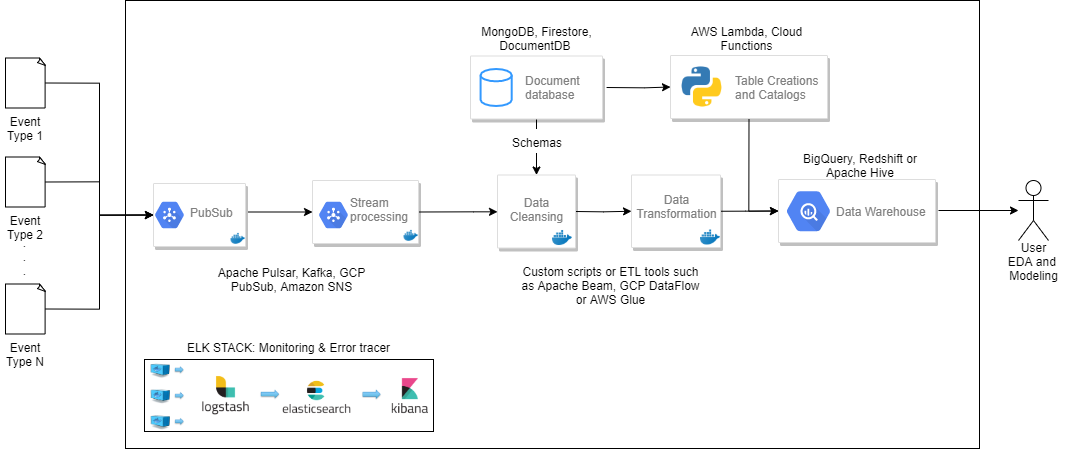 MongoDB, Firestore,
DocumentDB
AWS Lambda, Cloud
Functions
Document
database
Table Creations
and Catalogs
Event
Type 1
Schemas
BigQuery, Redshift or
Apache Hive
PubSub
Stream
processing
Data
Cleansing
Data
Transformation
Data Warehouse
Event
Type 2
.
.
.
User
EDA and
Modeling
Apache Pulsar, Kafka, GCP
PubSub, Amazon SNS
Custom scripts or ETL tools such
as Apache Beam, GCP DataFlow
or AWS Glue
Event
Type N
ELK STACK: Monitoring & Error tracer
logstash
elasticsearch
kibana